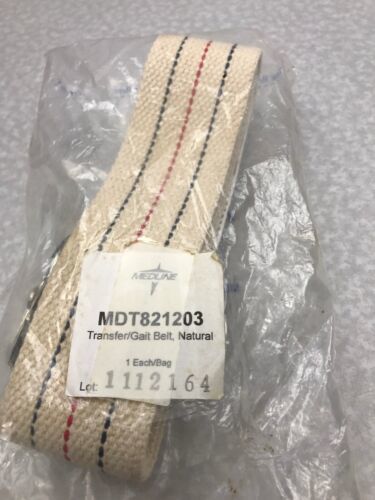 MEDLINE
MDT821203
Transfer/Gait Belt, Natural
1 Each/Bag
Lot: 1112164